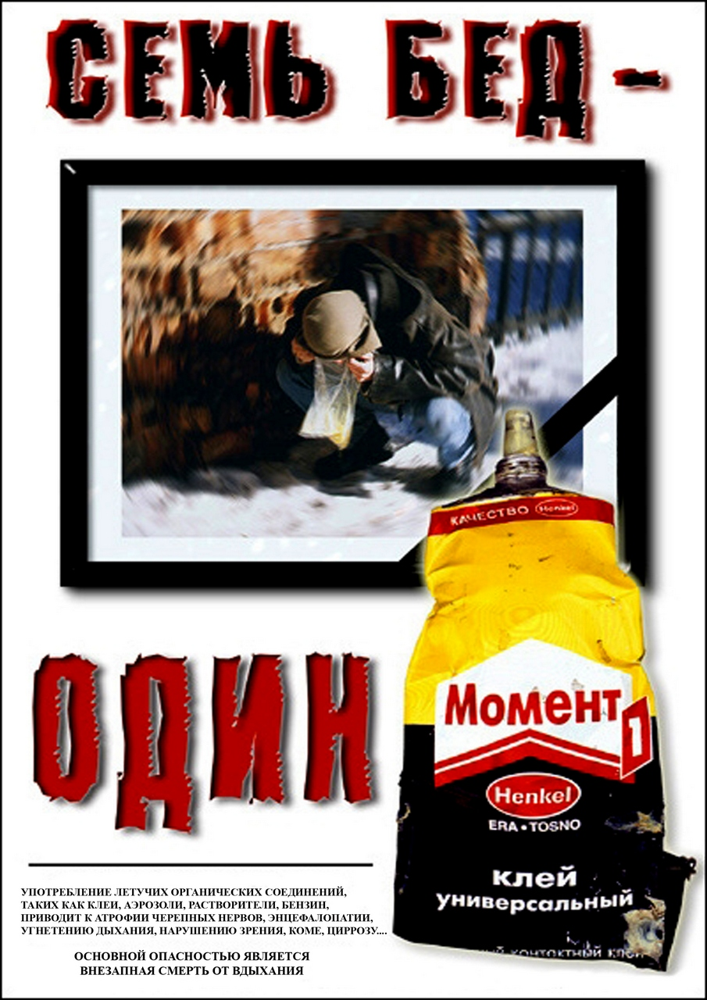 СЕМЬ БЕД -
КАЧЕСТВО Henkel
ОДИН
Момент 1
Henkel
ERA • TOSNO
клей
универсальный
контактный клей
УПОТРЕБЛЕНИЕ ЛЕТУЧИХ ОРГАНИЧЕСКИХ СОЕДИНЕНИЙ,
ТАКИХ КАК КЛЕИ, АЭРОЗОЛИ, РАСТВОРИТЕЛИ, БЕНЗИН,
ПРИВОДИТ К АТРОФИИ ЧЕРЕПНЫХ НЕРВОВ, ЭНЦЕФАЛОПАТИИ,
УГНЕТЕНИЮ ДЫХАНИЯ, НАРУШЕНИЮ ЗРЕНИЯ, КОМЕ, ЦИРРОЗУ....
ОСНОВНОЙ ОПАСНОСТЬЮ ЯВЛЯЕТСЯ
ВНЕЗАПНАЯ СМЕРТЬ ОТ ВДЫХАНИЯ